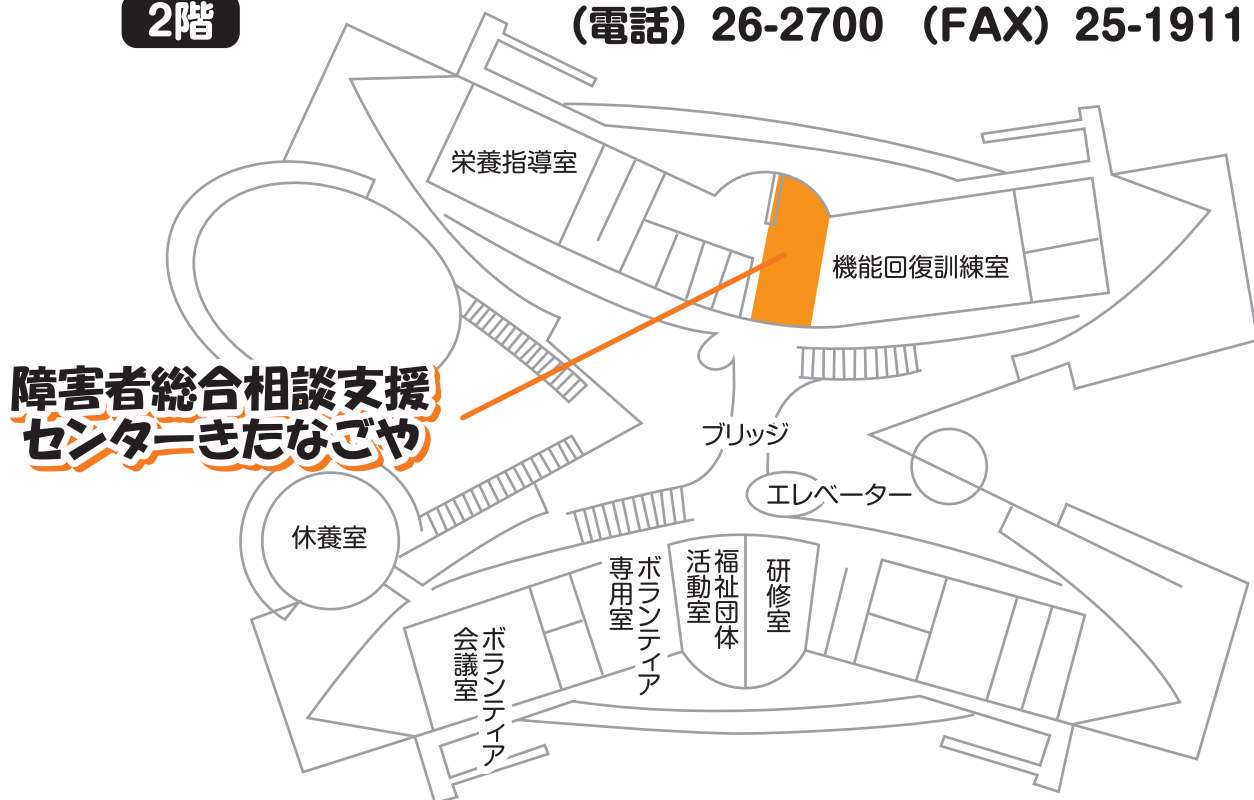 2階
（電話）26-2700 （FAX）25-1911
栄養指導室
機能回復訓練室
障害者総合相談支援
センターきたなごや
ブリッジ
エレベーター
休養室
ボランティア
専用室
福祉団体
活動室
研修室
ボランティア
会議室